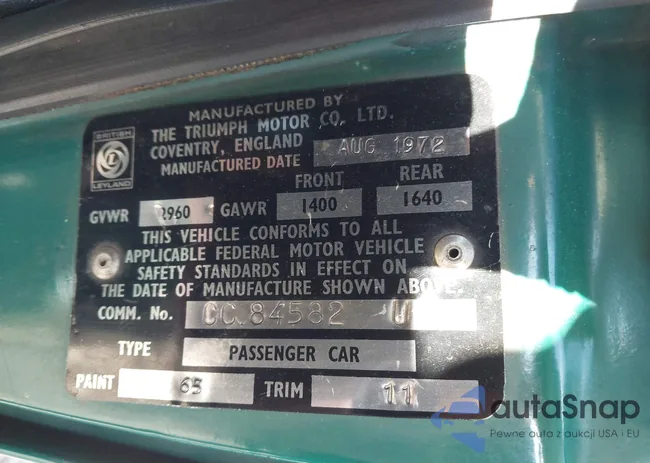 MANUFACTURED BY
THE TRIUMPH MOTOR CO. LTD.
COVENTRY, ENGLAND
MANUFACTURED DATE AUG 1972
BRITISH
L
LEYLAND
FRONT REAR
GVWR 2960 GAWR 1400 1640
THIS VEHICLE CONFORMS TO ALL
APPLICABLE FEDERAL MOTOR VEHICLE
SAFETY STANDARDS IN EFFECT ON
THE DATE OF MANUFACTURE SHOWN ABOVE.
COMM. No. CC 84582 U
TYPE PASSENGER CAR
PAINT 65 TRIM 11
autaSnap
Pewne auta z aukcji USA i EU